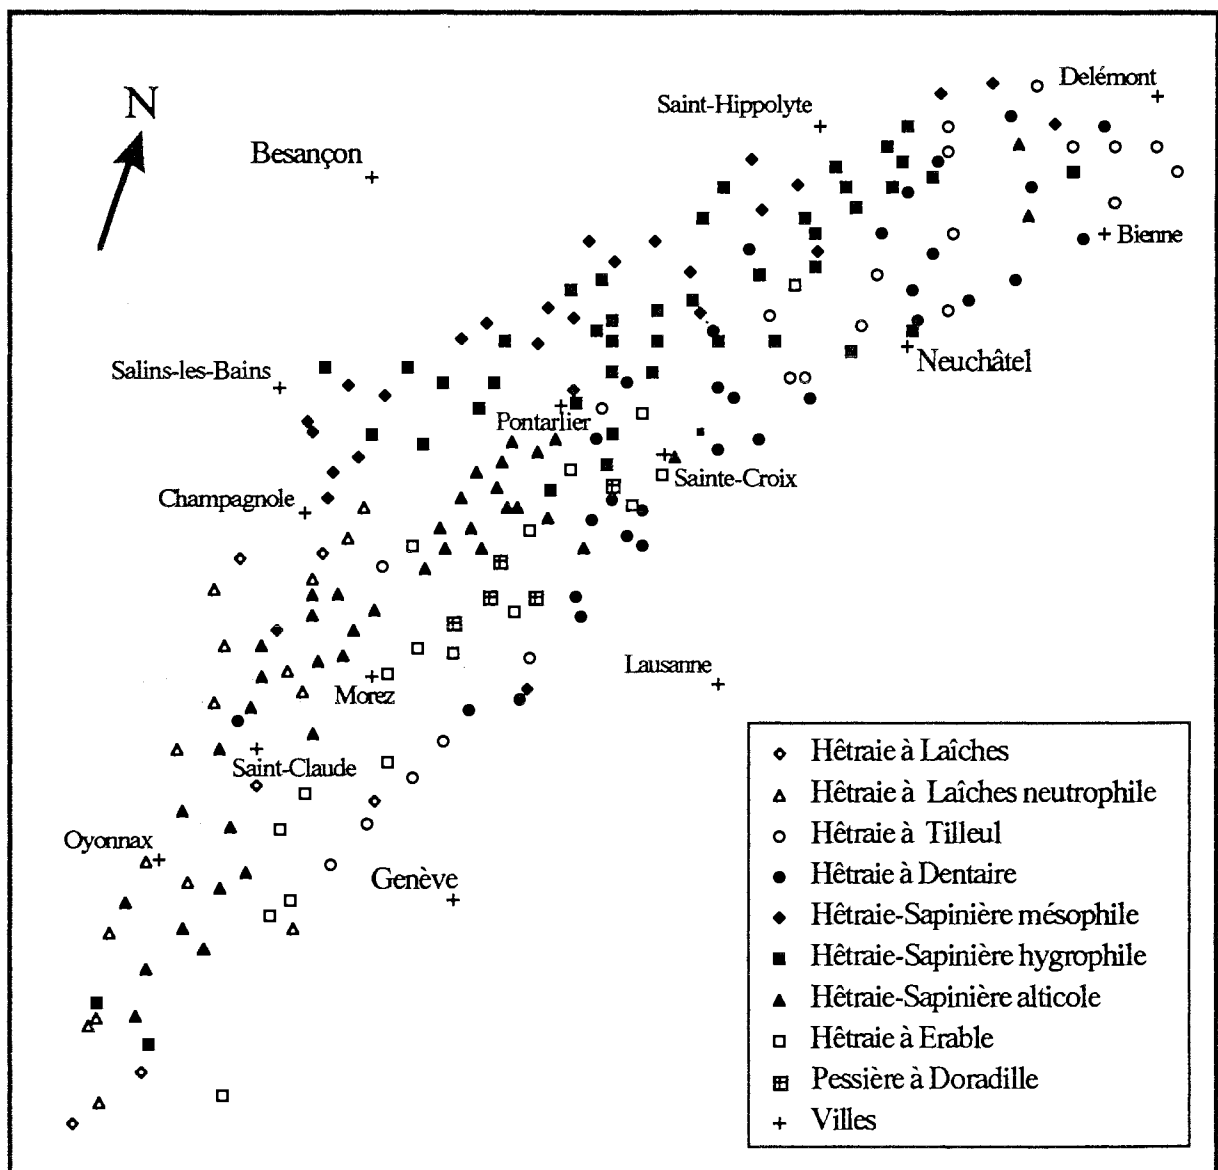 N
Delémont
Saint-Hippolyte
Besançon
Bienne
Neuchâtel
Salins-les-Bains
Pontarlier
Sainte-Croix
Champagnole
Lausanne
Morez
Saint-Claude
Oyonnax
Genève
Hêtraie à Laîches
Hêtraie à Laîches neutrophile
Hêtraie à Tilleul
Hêtraie à Dentaire
Hêtraie-Sapinière mésophile
Hêtraie-Sapinière hygrophile
Hêtraie-Sapinière alticole
Hêtraie à Erable
Pessière à Doradille
Villes